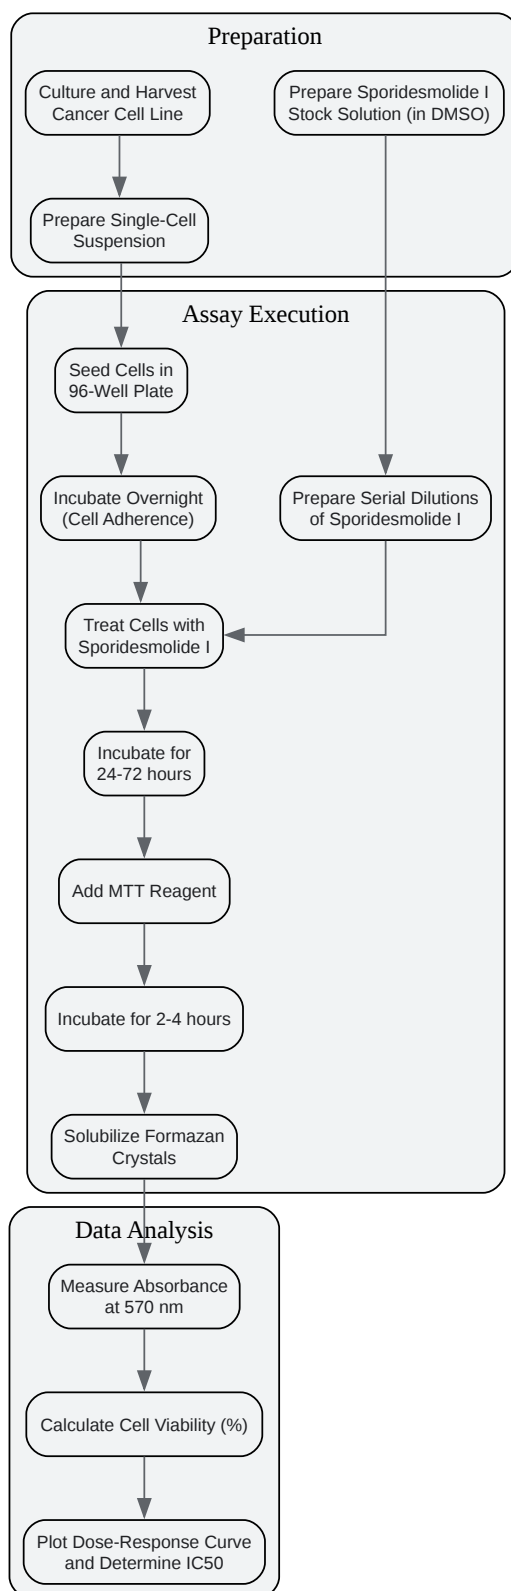 Preparation
Culture and Harvest
Cancer Cell Line
Prepare Sporidesmolide I
Stock Solution (in DMSO)
Prepare Single-Cell
Suspension
Assay Execution
Seed Cells in
96-Well Plate
Incubate Overnight
(Cell Adherence)
Prepare Serial Dilutions
of Sporidesmolide I
Treat Cells with
Sporidesmolide I
Incubate for
24-72 hours
Add MTT Reagent
Incubate for 2-4 hours
Solubilize Formazan
Crystals
Data Analysis
Measure Absorbance
at 570 nm
Calculate Cell Viability (%)
Plot Dose-Response Curve
and Determine IC50